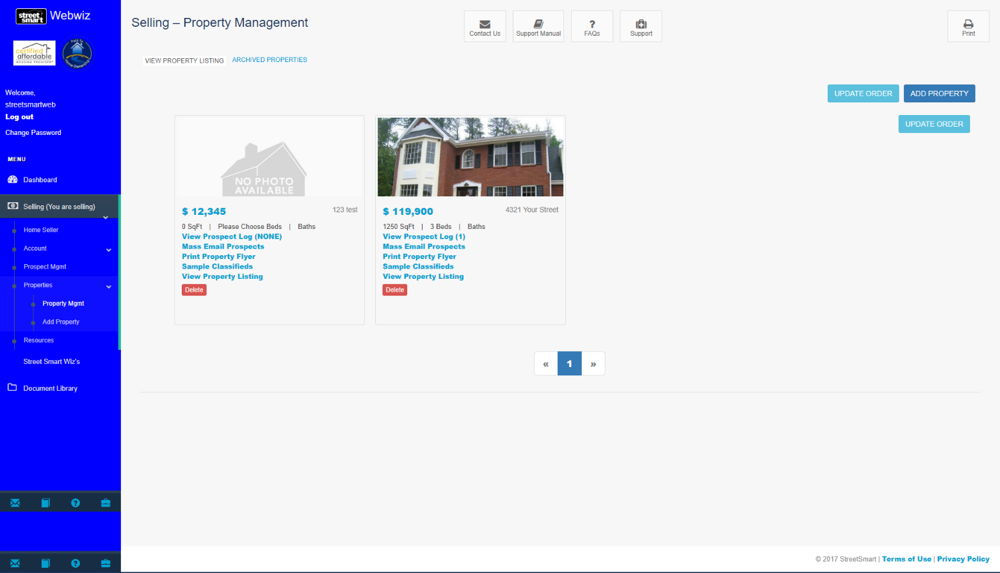 street smart Webwiz
certified affordable HOUSING PROVIDER
Path To Home Ownership
Welcome,
streetsmartweb
Log out
Change Password
MENU
Dashboard
Selling (You are selling)
Home Seller
Account
Prospect Mgmt
Properties
Property Mgmt
Add Property
Resources
Street Smart Wiz's
Document Library
Selling – Property Management
Contact Us
Support Manual
FAQs
Support
Print
VIEW PROPERTY LISTING
ARCHIVED PROPERTIES
UPDATE ORDER
ADD PROPERTY
UPDATE ORDER
NO PHOTO
AVAILABLE
$ 12,345
123 test
0 SqFt | Please Choose Beds | Baths
View Prospect Log (NONE)
Mass Email Prospects
Print Property Flyer
Sample Classifieds
View Property Listing
Delete
$ 119,900
4321 Your Street
1250 SqFt | 3 Beds | Baths
View Prospect Log (1)
Mass Email Prospects
Print Property Flyer
Sample Classifieds
View Property Listing
Delete
« 1 »
© 2017 StreetSmart | Terms of Use | Privacy Policy